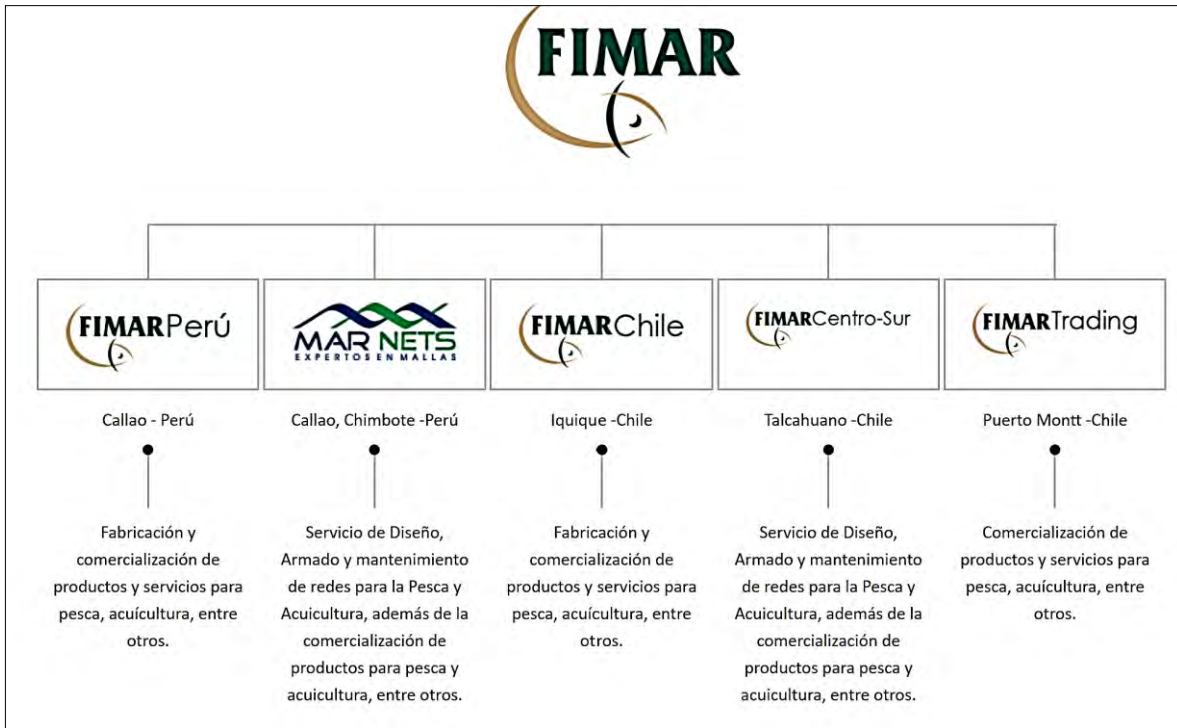 FIMAR
FIMARPerú
MAR NETS
EXPERTOS EN MALLAS
FIMARChile
FIMARCentro-Sur
FIMARTrading
Callao - Perú
Callao, Chimbote -Perú
Iquique -Chile
Talcahuano -Chile
Puerto Montt -Chile
Fabricación y
comercialización de
productos y servicios para
pesca, acuícultura, entre
otros.
Servicio de Diseño,
Armado y mantenimiento
de redes para la Pesca y
Acuicultura, además de la
comercialización de
productos para pesca y
acuicultura, entre otros.
Fabricación y
comercialización de
productos y servicios para
pesca, acuícultura, entre
otros.
Servicio de Diseño,
Armado y mantenimiento
de redes para la Pesca y
Acuicultura, además de la
comercialización de
productos para pesca y
acuicultura, entre otros.
Comercialización de
productos y servicios para
pesca, acuícultura, entre
otros.